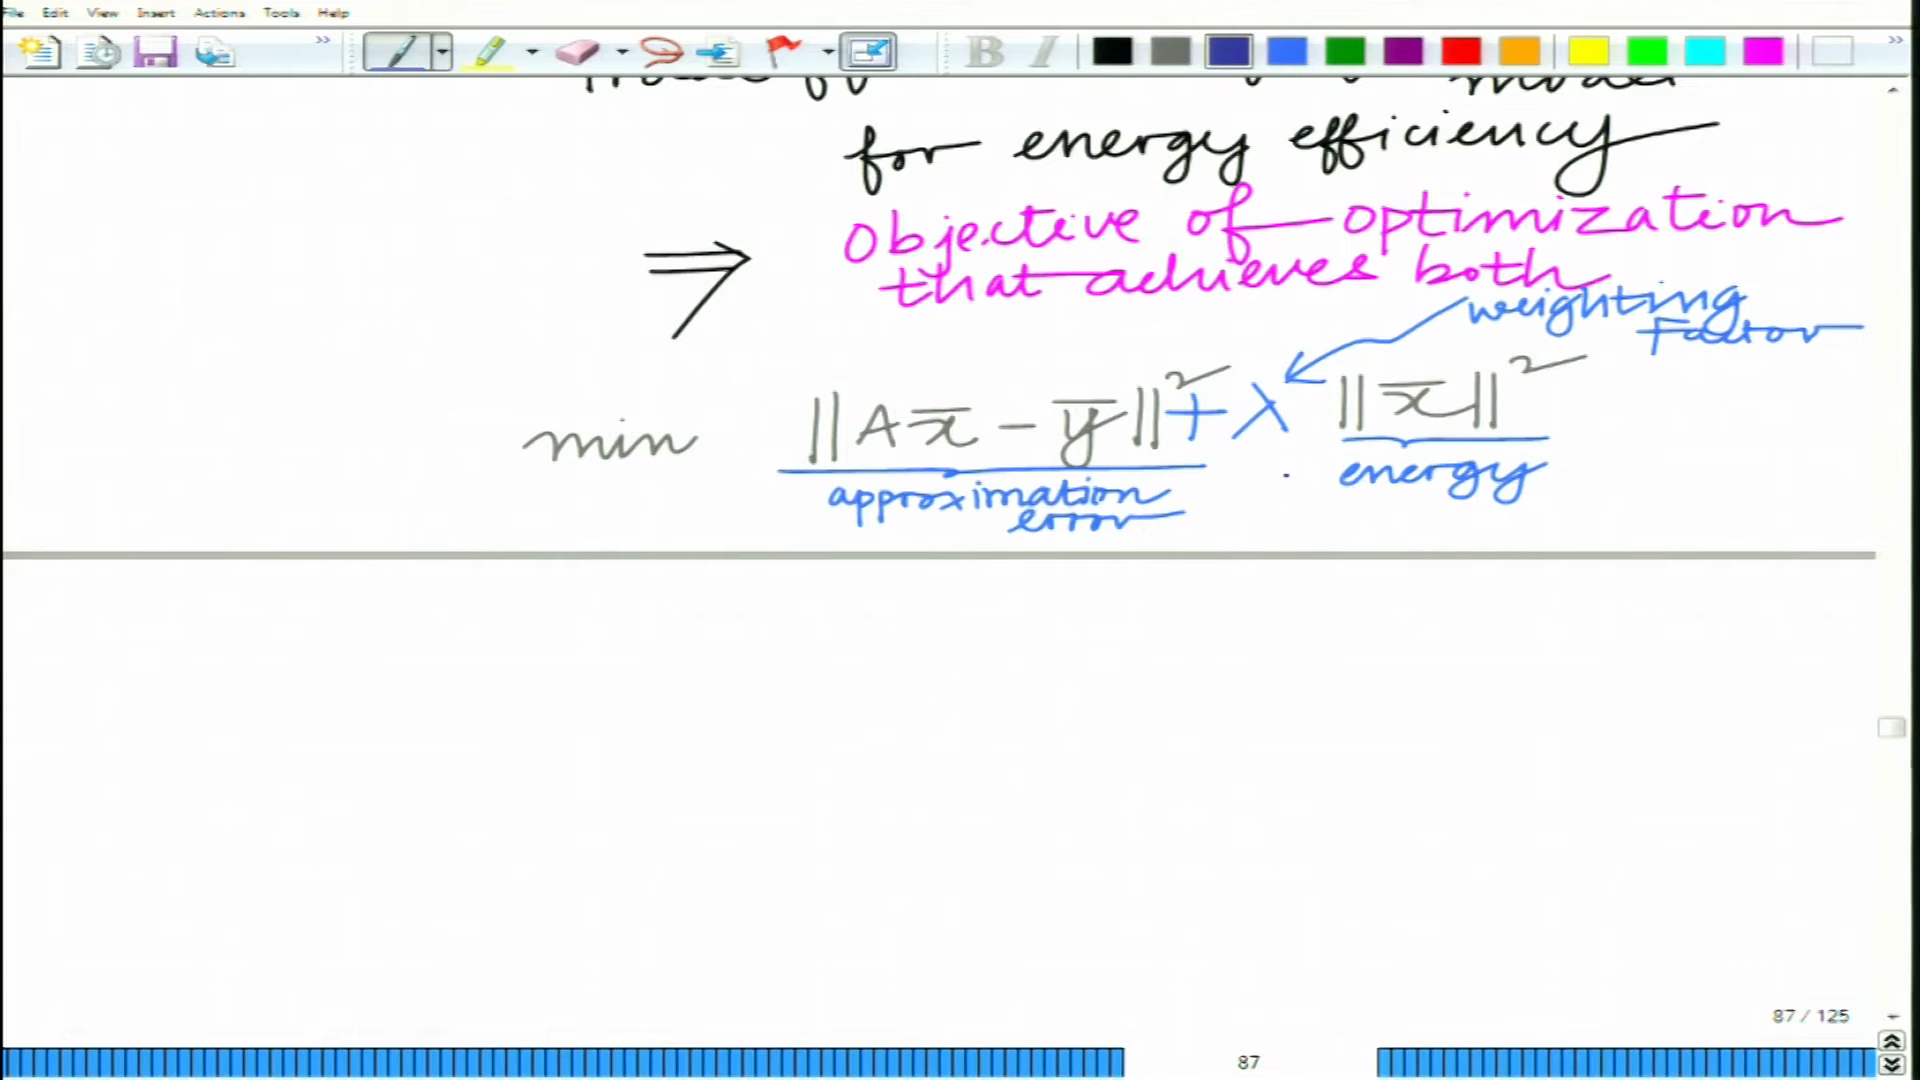 File Edit View Insert Actions Tools Help
B I
for energy efficiency
⇒ Objective of optimization
that achieves both
weighting
Factor
min ||Ax̅ - y̅||² + λ ||x̅||²
approximation
error
energy
87 / 125
87